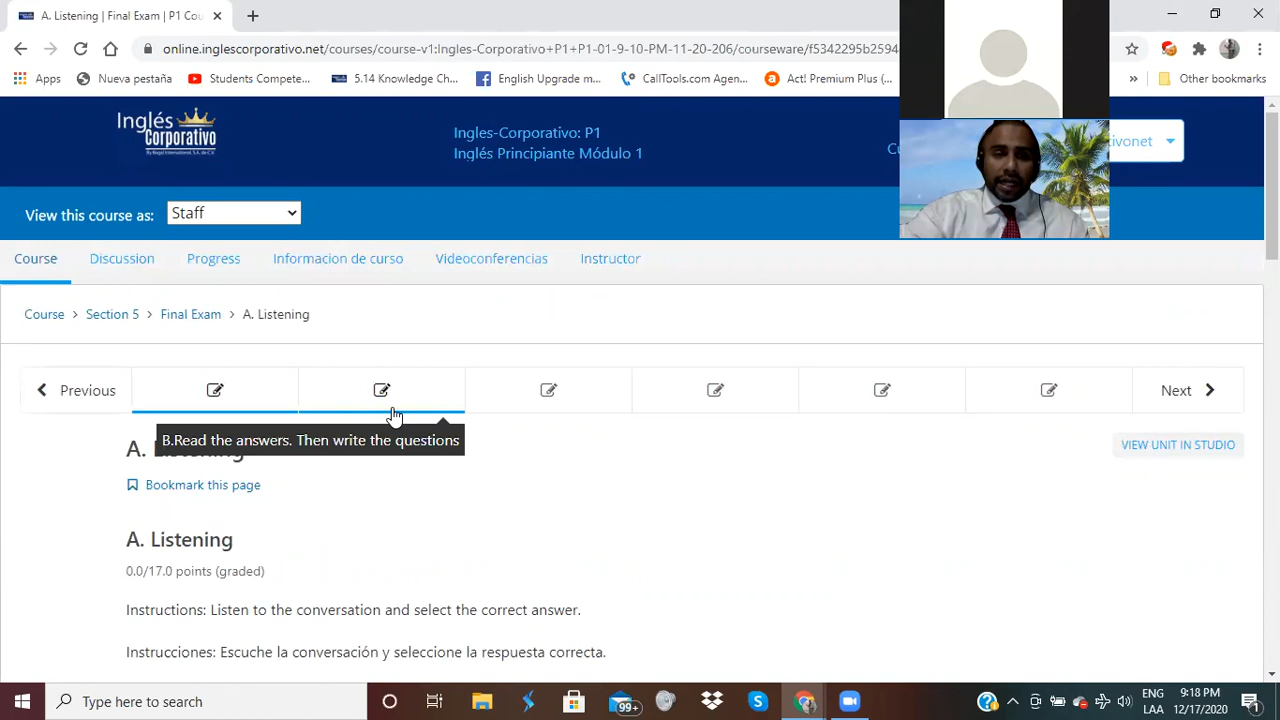 A. Listening | Final Exam | P1 Cou
online.inglescorporativo.net/courses/course-v1:Ingles-Corporativo+P1+P1-01-9-10-PM-11-20-206/courseware/f5342295b2594
Apps
Nueva pestaña
Students Compete...
5.14 Knowledge Ch...
English Upgrade m...
CallTools.com Agen...
Act! Premium Plus (...
Other bookmarks
Inglés
Corporativo
Ingles-Corporativo: P1
Inglés Principiante Módulo 1
ivonet
View this course as:
Staff
Course
Discussion
Progress
Informacion de curso
Videoconferencias
Instructor
Course > Section 5 > Final Exam > A. Listening
Previous
Next
B.Read the answers. Then write the questions
A. Listening
VIEW UNIT IN STUDIO
Bookmark this page
A. Listening
0.0/17.0 points (graded)
Instructions: Listen to the conversation and select the correct answer.
Instrucciones: Escuche la conversación y seleccione la respuesta correcta.
Type here to search
99+
ENG
LAA
9:18 PM
12/17/2020
1